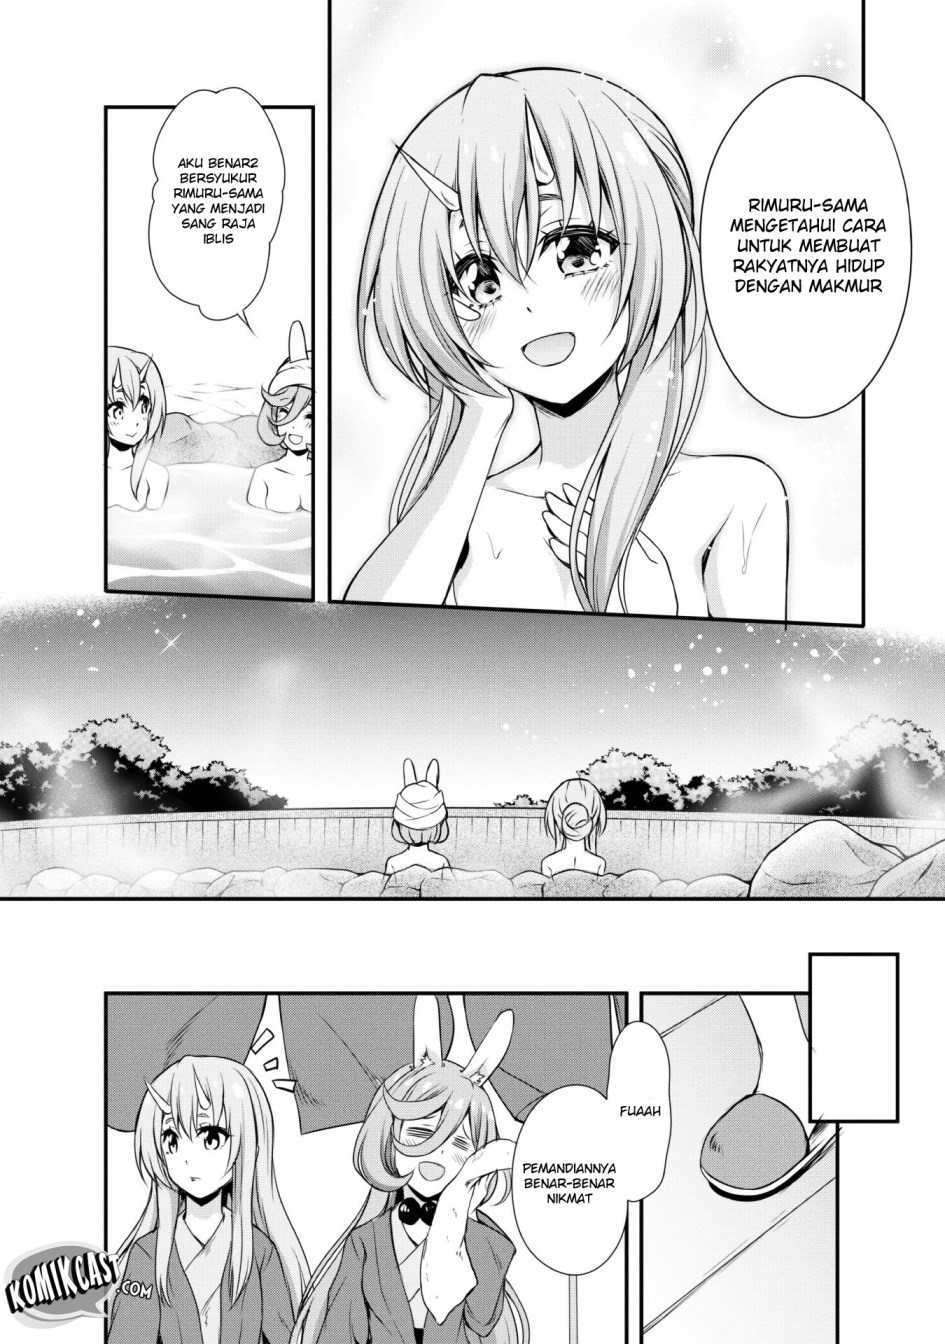 RIMURU-SAMA
MENGETAHUI CARA
UNTUK MEMBUAT
RAKYATNYA HIDUP
DENGAN MAKMUR
AKU BENAR2
BERSYUKUR
RIMURU-SAMA
YANG MENJADI
SANG RAJA
IBLIS
FUAAH
PEMANDIANNYA
BENAR-BENAR
NIKMAT
KOMIKCAST
.COM